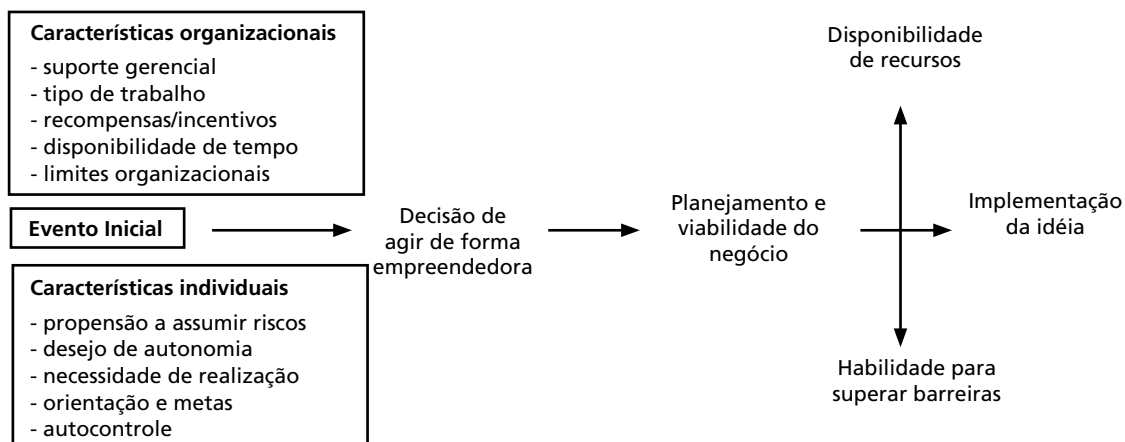 Características organizacionais
- suporte gerencial
- tipo de trabalho
- recompensas/incentivos
- disponibilidade de tempo
- limites organizacionais
Evento Inicial
Características individuais
- propensão a assumir riscos
- desejo de autonomia
- necessidade de realização
- orientação e metas
- autocontrole
Decisão de
agir de forma
empreendedora
Planejamento e
viabilidade do
negócio
Disponibilidade
de recursos
Implementação
da idéia
Habilidade para
superar barreiras